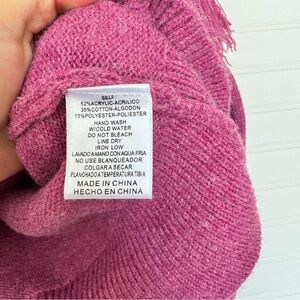 SELF:
52%ACRYLIC-ACRILICO
35%COTTON-ALGODON
13%POLYESTER-POLIESTER
HAND WASH
W/COLD WATER
DO NOT BLEACH
LINE DRY
IRON LOW
LAVADO A MANO CON AQUA FRIA
NO USE BLANQUEADOR
COLGAR A SECAR
PLANCHADO A TEMPERATURA TIBIA
MADE IN CHINA
HECHO EN CHINA